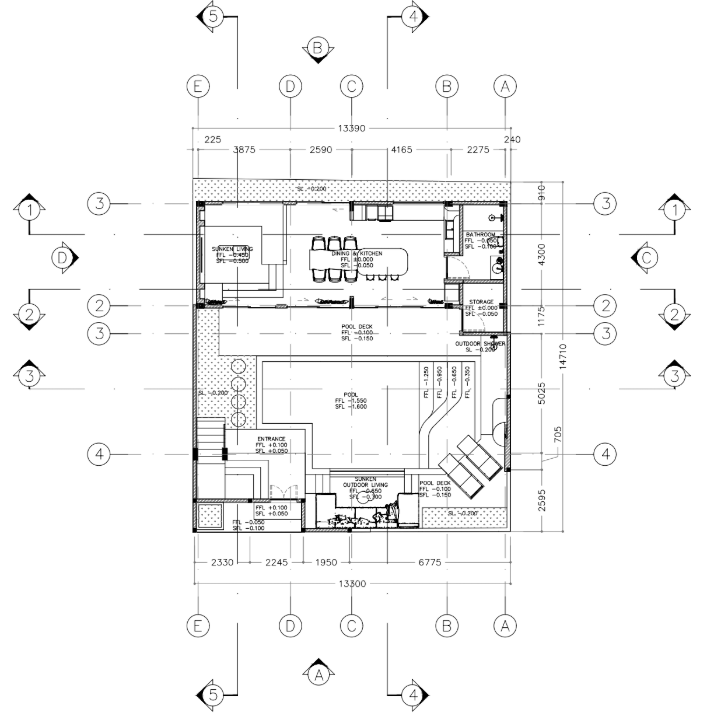 5
4
B
E D C B A
13390
225
240
3875 2590 4165 2275
SL -0.200
910
3 3
1 1
SUNKEN LIVING
FFL -0.450
SFL -0.500
DINING & KITCHEN
FFL ±0.000
SFL -0.050
BATHROOM
FFL -0.050
SFL -0.100
4300
D C
STORAGE
FFL ±0.000
SFL -0.050
2 2
2 2
1175
POOL DECK
FFL -0.100
SFL -0.150
3 3
OUTDOOR SHOWER
SL -0.200
14710
3 3
SL -0.200
POOL
FFL -1.550
SFL -1.600
FFL -1.250
FFL -0.950
FFL -0.650
FFL -0.350
5025
705
ENTRANCE
FFL +0.100
SFL +0.050
4 4
SUNKEN
OUTDOOR LIVING
FFL -0.650
SFL -0.700
POOL DECK
FFL -0.100
SFL -0.150
2595
FFL +0.100
SFL +0.050
FFL -0.050
SFL -0.100
SL -0.200
2330 2245 1950 6775
13300
E D C B A
A
5
4